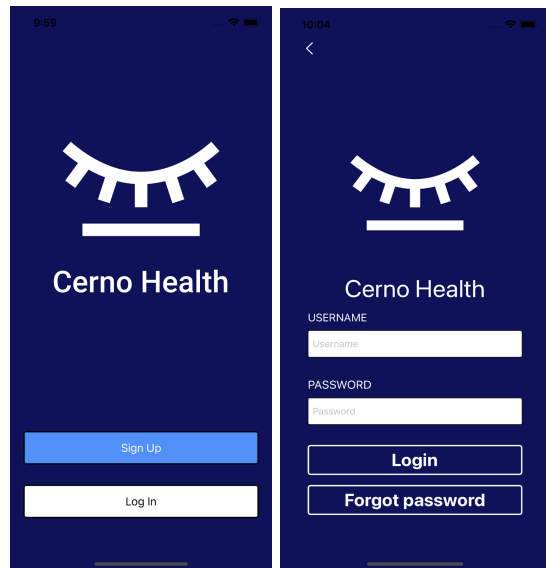 9:59
Cerno Health
Sign Up
Log In
10:04
Cerno Health
USERNAME
Username
PASSWORD
Password
Login
Forgot password